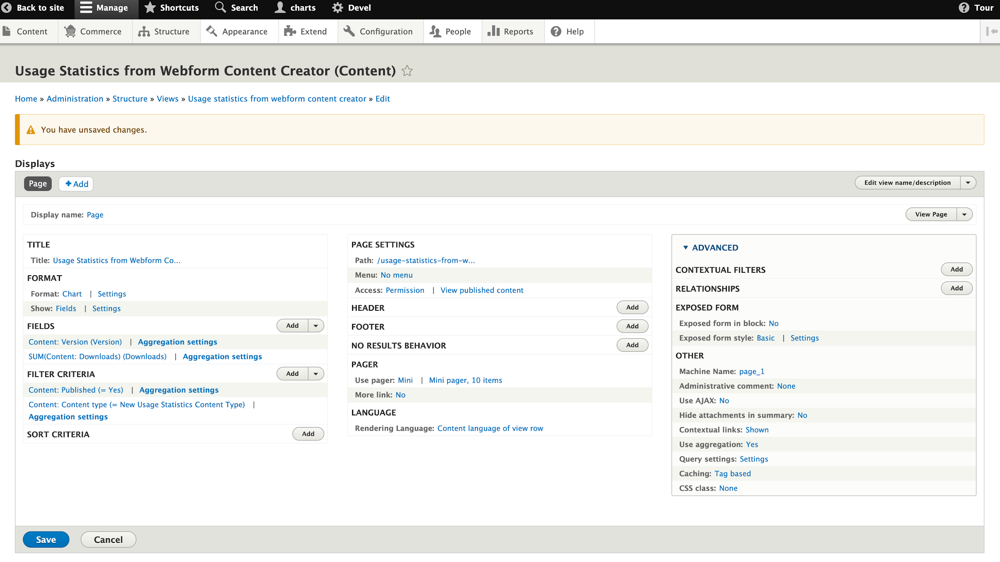 Back to site Manage Shortcuts Search charts Devel Tour
Content Commerce Structure Appearance Extend Configuration People Reports Help
Usage Statistics from Webform Content Creator (Content)
Home » Administration » Structure » Views » Usage statistics from webform content creator » Edit
You have unsaved changes.
Displays
Page + Add Edit view name/description
Display name: Page View Page
TITLE
Title: Usage Statistics from Webform Co...
FORMAT
Format: Chart | Settings
Show: Fields | Settings
FIELDS Add
Content: Version (Version) | Aggregation settings
SUM(Content: Downloads) (Downloads) | Aggregation settings
FILTER CRITERIA Add
Content: Published (= Yes) | Aggregation settings
Content: Content type (= New Usage Statistics Content Type) |
Aggregation settings
SORT CRITERIA Add
PAGE SETTINGS
Path: /usage-statistics-from-w...
Menu: No menu
Access: Permission | View published content
HEADER Add
FOOTER Add
NO RESULTS BEHAVIOR Add
PAGER
Use pager: Mini | Mini pager, 10 items
More link: No
LANGUAGE
Rendering Language: Content language of view row
ADVANCED
CONTEXTUAL FILTERS Add
RELATIONSHIPS Add
EXPOSED FORM
Exposed form in block: No
Exposed form style: Basic | Settings
OTHER
Machine Name: page_1
Administrative comment: None
Use AJAX: No
Hide attachments in summary: No
Contextual links: Shown
Use aggregation: Yes
Query settings: Settings
Caching: Tag based
CSS class: None
Save Cancel